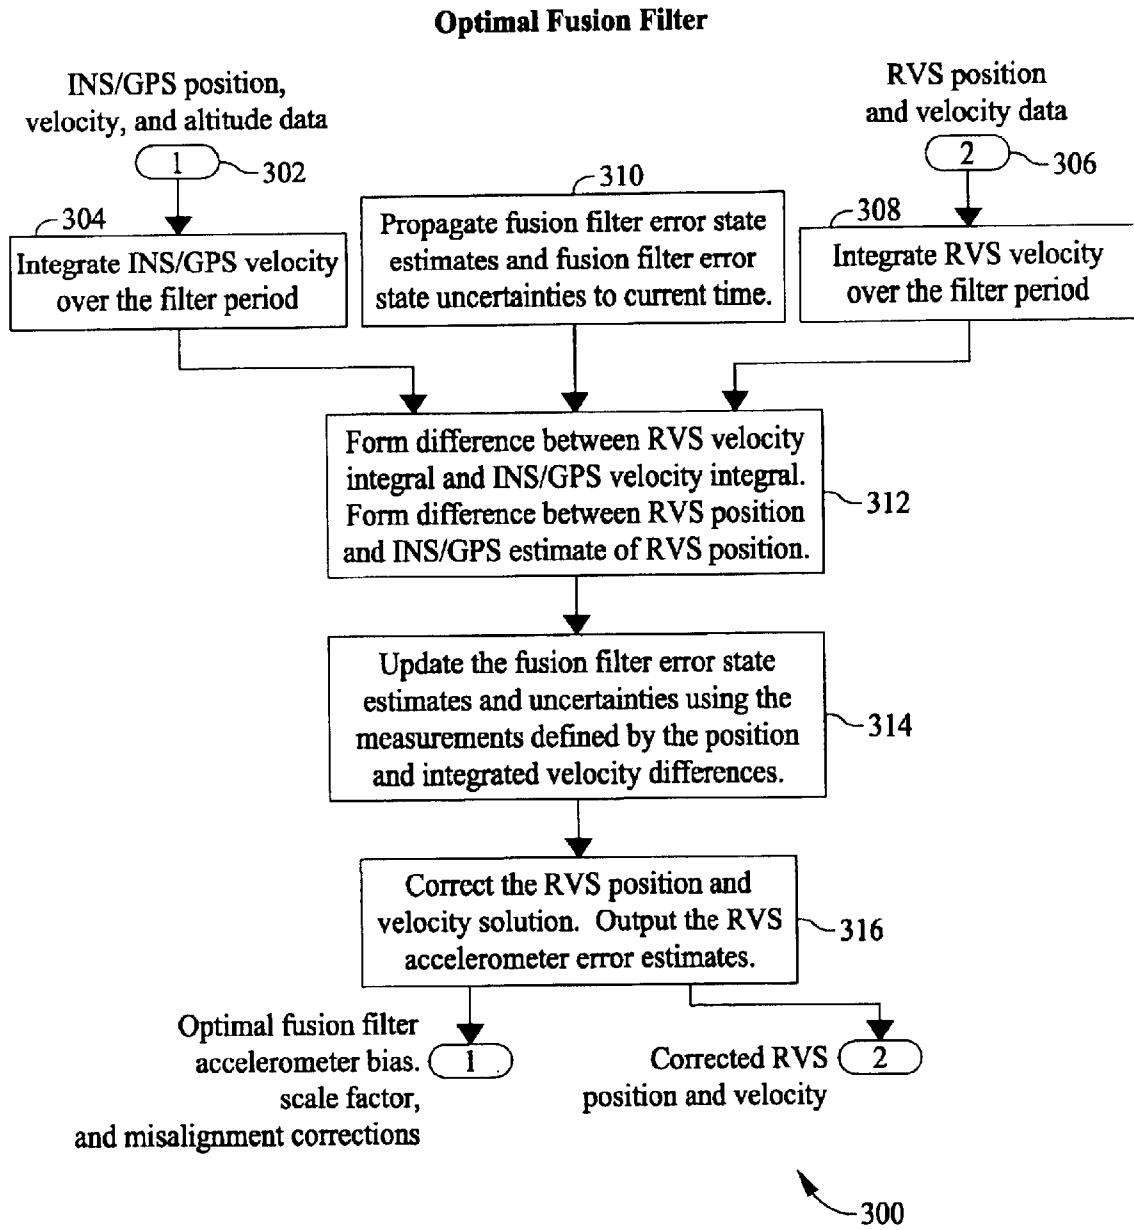 Optimal Fusion Filter
INS/GPS position,
velocity, and altitude data
1
302
RVS position
and velocity data
2
306
304
Integrate INS/GPS velocity
over the filter period
310
Propagate fusion filter error state
estimates and fusion filter error
state uncertainties to current time.
308
Integrate RVS velocity
over the filter period
Form difference between RVS velocity
integral and INS/GPS velocity integral.
Form difference between RVS position
and INS/GPS estimate of RVS position.
312
Update the fusion filter error state
estimates and uncertainties using the
measurements defined by the position
and integrated velocity differences.
314
Correct the RVS position and
velocity solution. Output the RVS
accelerometer error estimates.
316
Optimal fusion filter
accelerometer bias.
scale factor,
and misalignment corrections
1
Corrected RVS
position and velocity
2
300